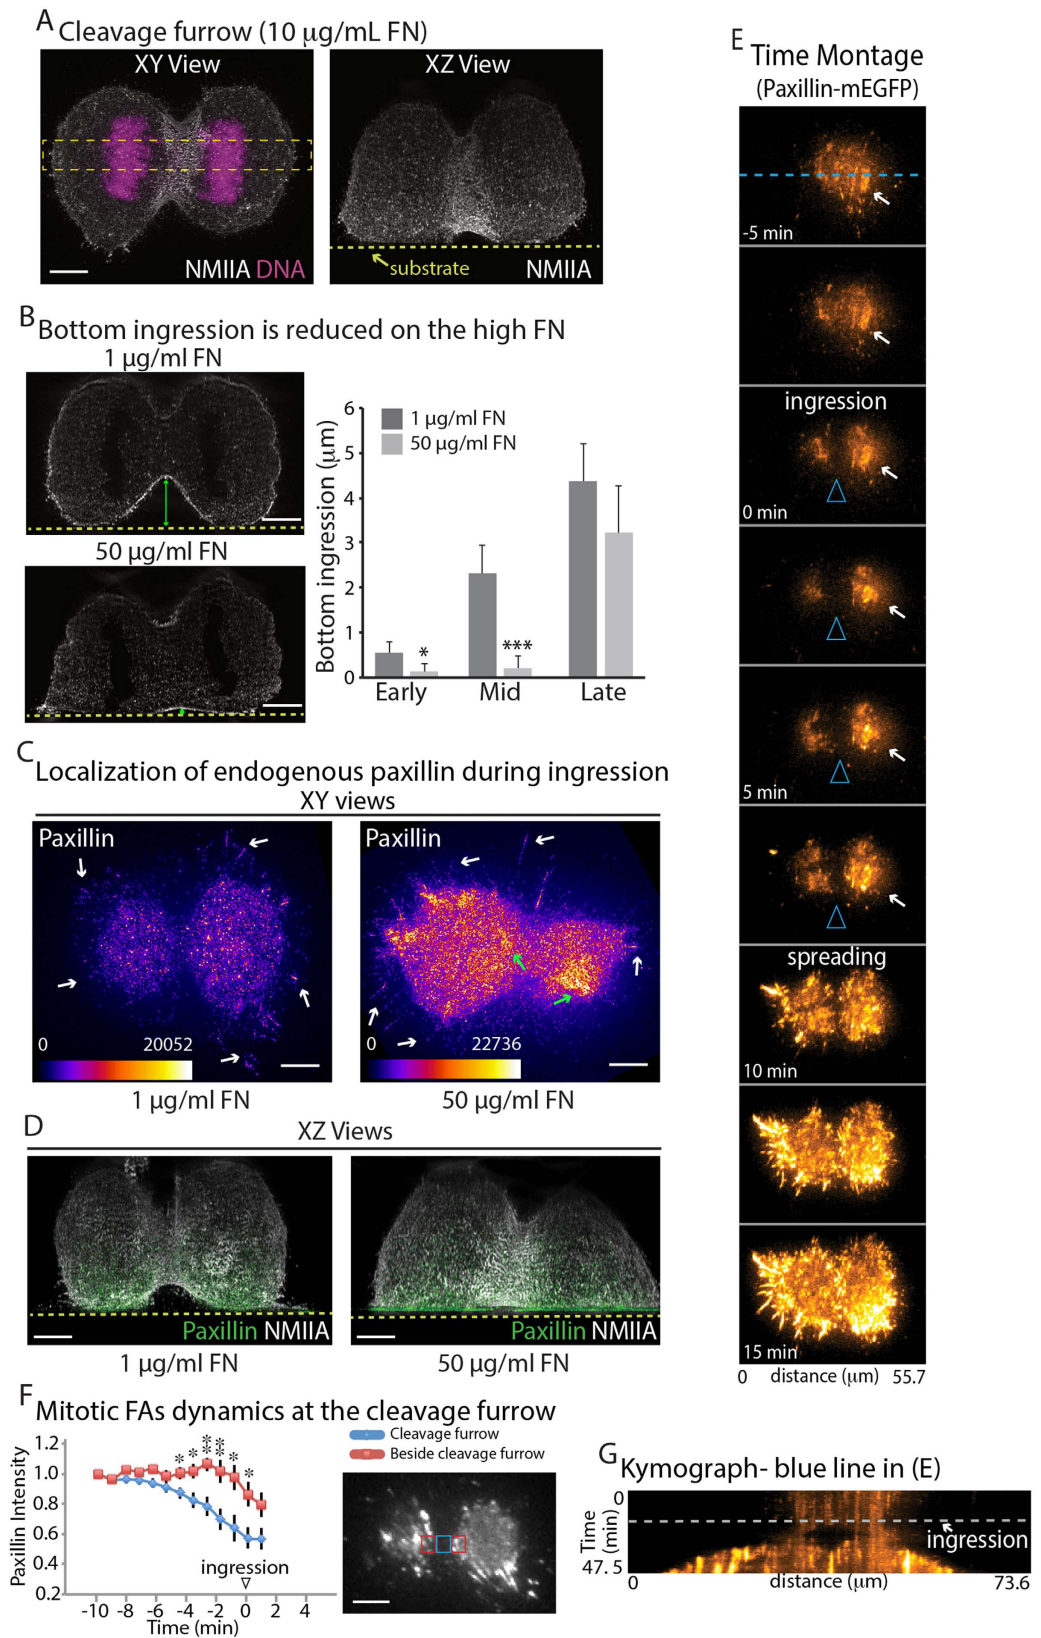 A
Cleavage furrow (10 µg/mL FN)
XY View
XZ View
NMIIA DNA
substrate
NMIIA
B
Bottom ingression is reduced on the high FN
1 µg/ml FN
50 µg/ml FN
Bottom ingression (µm)
6
5
4
3
2
1
0
1 µg/ml FN
50 µg/ml FN
*
***
Early Mid Late
C
Localization of endogenous paxillin during ingression
XY views
Paxillin
Paxillin
0 20052
0 22736
1 µg/ml FN
50 µg/ml FN
D
XZ Views
Paxillin NMIIA
Paxillin NMIIA
1 µg/ml FN
50 µg/ml FN
E
Time Montage
(Paxillin-mEGFP)
-5 min
ingression
0 min
5 min
spreading
10 min
15 min
0 distance (µm) 55.7
F
Mitotic FAs dynamics at the cleavage furrow
Cleavage furrow
Beside cleavage furrow
Paxillin Intensity
1.2
1.0
0.8
0.6
0.4
0.2
ingression
-10 -8 -6 -4 -2 0 2 4
Time (min)
G
Kymograph- blue line in (E)
Time
(min)
0
47.5
ingression
0 distance (µm) 73.6